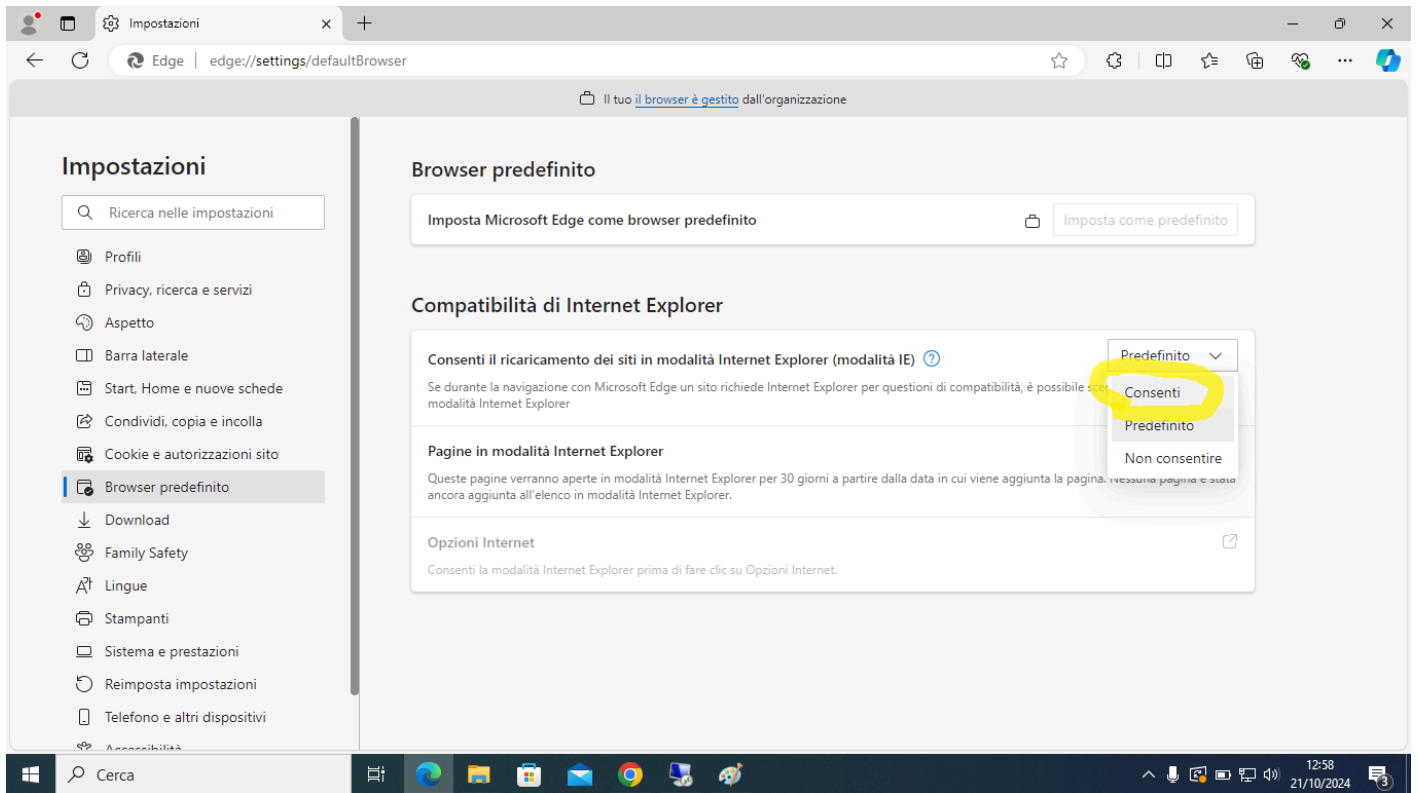 Impostazioni
Edge
edge://settings/defaultBrowser
Il tuo il browser è gestito dall'organizzazione
Impostazioni
Ricerca nelle impostazioni
Profili
Privacy, ricerca e servizi
Aspetto
Barra laterale
Start, Home e nuove schede
Condividi, copia e incolla
Cookie e autorizzazioni sito
Browser predefinito
Download
Family Safety
Lingue
Stampanti
Sistema e prestazioni
Reimposta impostazioni
Telefono e altri dispositivi
Accessibilità
Browser predefinito
Imposta Microsoft Edge come browser predefinito
Imposta come predefinito
Compatibilità di Internet Explorer
Consenti il ricaricamento dei siti in modalità Internet Explorer (modalità IE)
Predefinito
Se durante la navigazione con Microsoft Edge un sito richiede Internet Explorer per questioni di compatibilità, è possibile
modalità Internet Explorer
Consenti
Predefinito
Non consentire
Pagine in modalità Internet Explorer
Queste pagine verranno aperte in modalità Internet Explorer per 30 giorni a partire dalla data in cui viene aggiunta la pagina. Nessuna pagina è stata
ancora aggiunta all'elenco in modalità Internet Explorer.
Opzioni Internet
Consenti la modalità Internet Explorer prima di fare clic su Opzioni Internet.
Cerca
12:58
21/10/2024
3